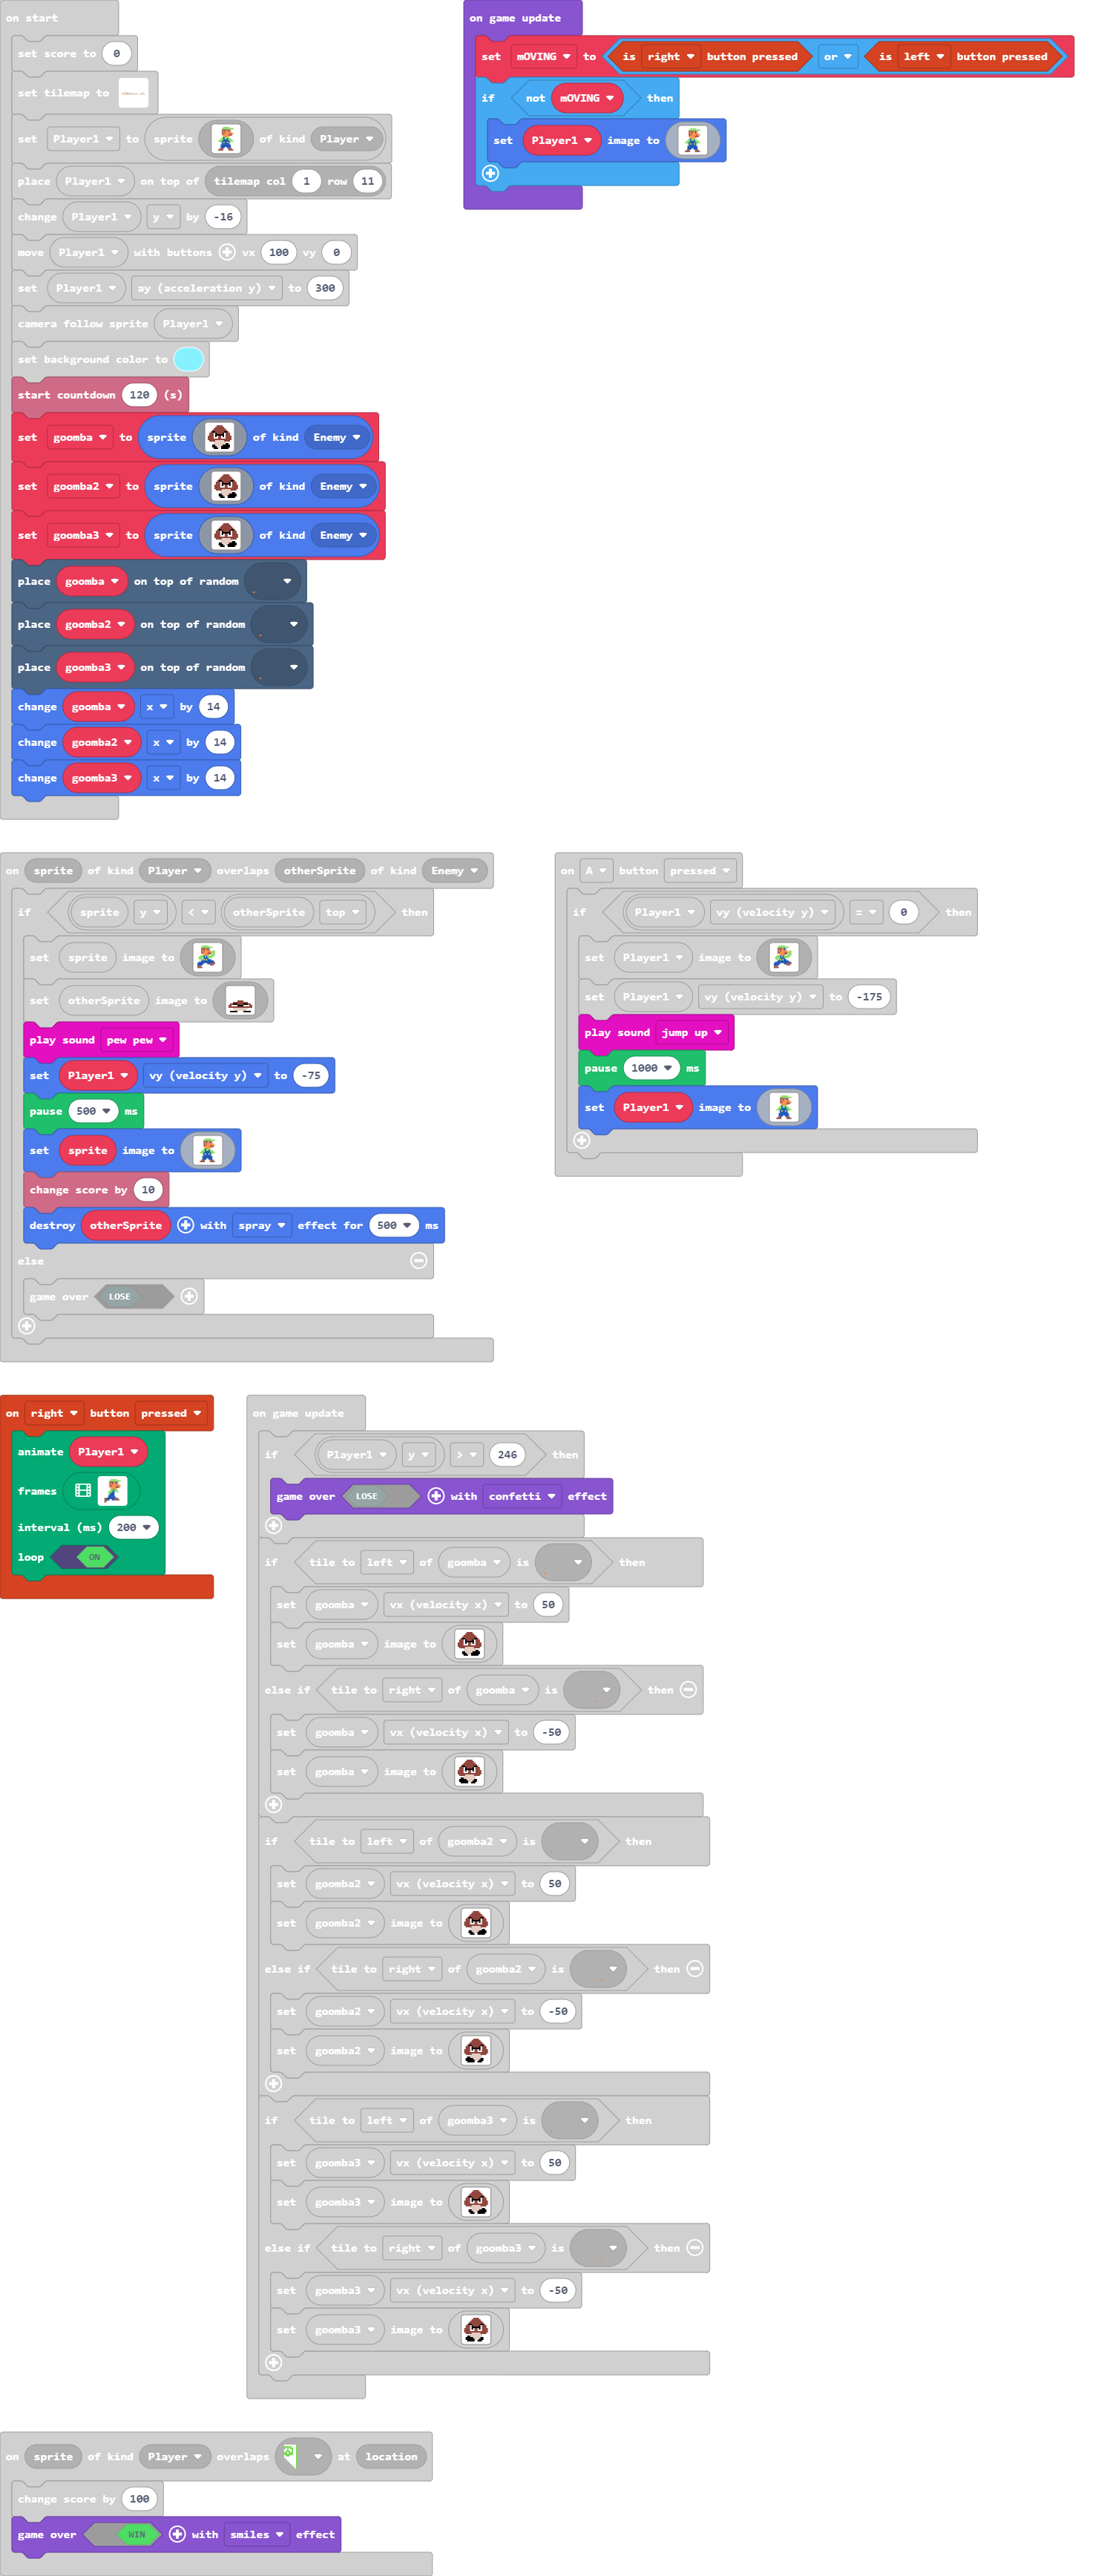 on start
set score to 0
set tilemap to
set Player1 to sprite of kind Player
place Player1 on top of tilemap col 1 row 11
change Player1 y by -16
move Player1 with buttons vx 100 vy 0
set Player1 ay (acceleration y) to 300
camera follow sprite Player1
set background color to
start countdown 120 (s)
set goomba to sprite of kind Enemy
set goomba2 to sprite of kind Enemy
set goomba3 to sprite of kind Enemy
place goomba on top of random
place goomba2 on top of random
place goomba3 on top of random
change goomba x by 14
change goomba2 x by 14
change goomba3 x by 14
on game update
set mOVING to is right button pressed or is left button pressed
if not mOVING then
set Player1 image to
on sprite of kind Player overlaps otherSprite of kind Enemy
if sprite y < otherSprite top then
set sprite image to
set otherSprite image to
play sound pew pew
set Player1 vy (velocity y) to -75
pause 500 ms
set sprite image to
change score by 10
destroy otherSprite with spray effect for 500 ms
else
game over LOSE
on A button pressed
if Player1 vy (velocity y) = 0 then
set Player1 image to
set Player1 vy (velocity y) to -175
play sound jump up
pause 1000 ms
set Player1 image to
on right button pressed
animate Player1
frames
interval (ms) 200
loop ON
on game update
if Player1 y > 246 then
game over LOSE with confetti effect
if tile to left of goomba is then
set goomba vx (velocity x) to 50
set goomba image to
else if tile to right of goomba is then
set goomba vx (velocity x) to -50
set goomba image to
if tile to left of goomba2 is then
set goomba2 vx (velocity x) to 50
set goomba2 image to
else if tile to right of goomba2 is then
set goomba2 vx (velocity x) to -50
set goomba2 image to
if tile to left of goomba3 is then
set goomba3 vx (velocity x) to 50
set goomba3 image to
else if tile to right of goomba3 is then
set goomba3 vx (velocity x) to -50
set goomba3 image to
on sprite of kind Player overlaps at location
change score by 100
game over WIN with smiles effect